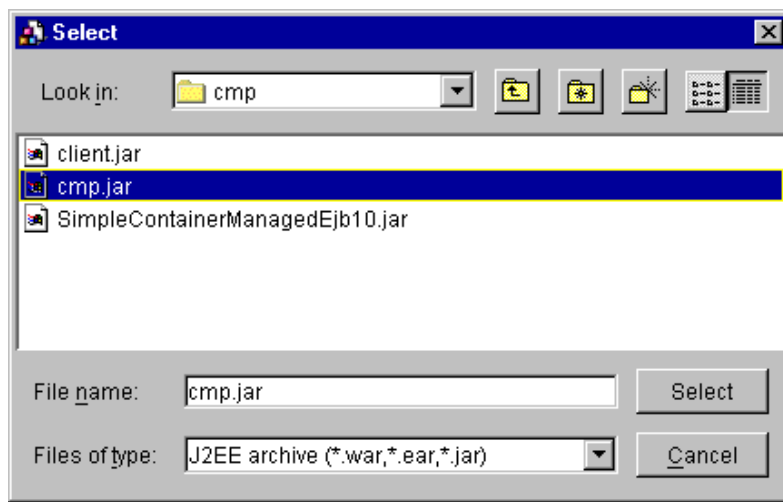 Select
Look in: cmp
client.jar
cmp.jar
SimpleContainerManagedEjb10.jar
File name: cmp.jar Select
Files of type: J2EE archive (*.war,*.ear,*.jar) Cancel